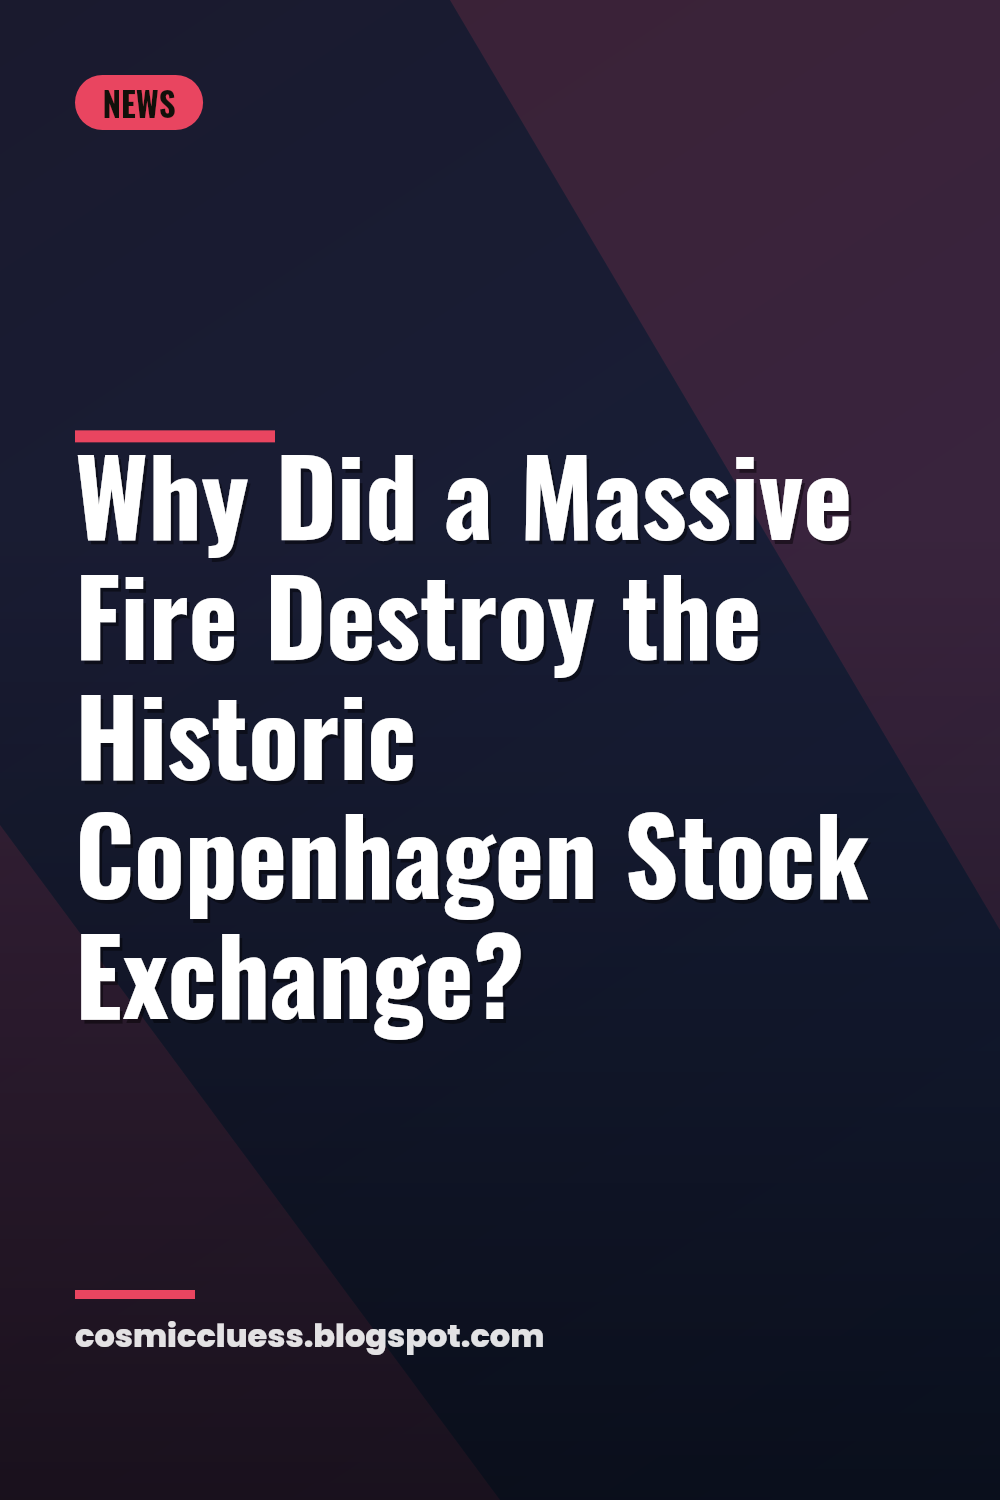 NEWS
Why Did a Massive
Fire Destroy the
Historic
Copenhagen Stock
Exchange?
cosmiccluess.blogspot.com